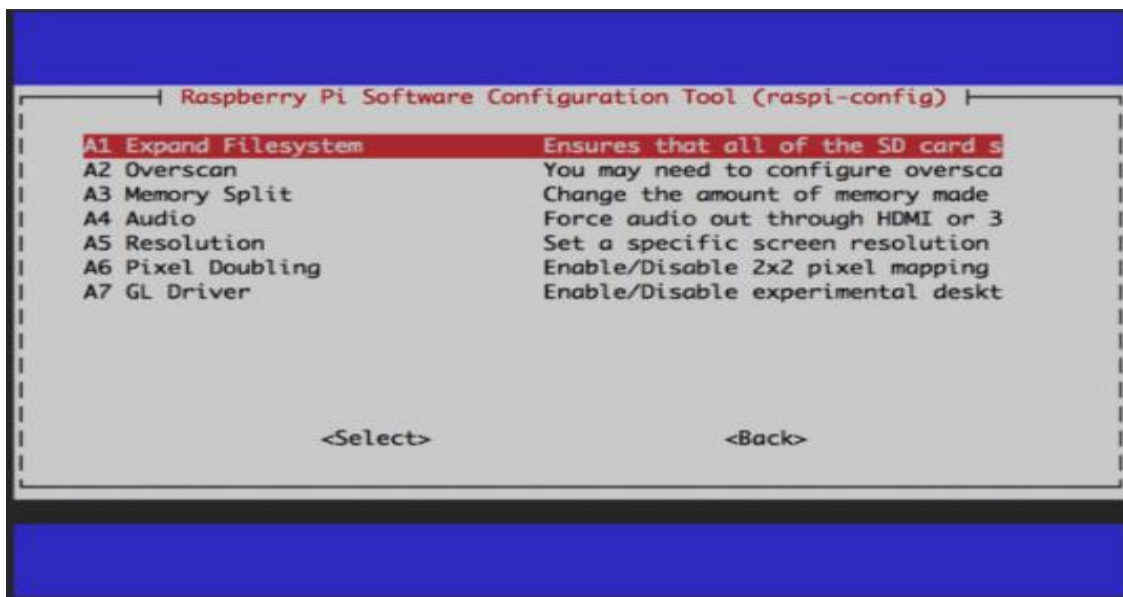 Raspberry Pi Software Configuration Tool (raspi-config)
A1 Expand Filesystem Ensures that all of the SD card s
A2 Overscan You may need to configure oversca
A3 Memory Split Change the amount of memory made
A4 Audio Force audio out through HDMI or 3
A5 Resolution Set a specific screen resolution
A6 Pixel Doubling Enable/Disable 2x2 pixel mapping
A7 GL Driver Enable/Disable experimental deskt
<Select> <Back>